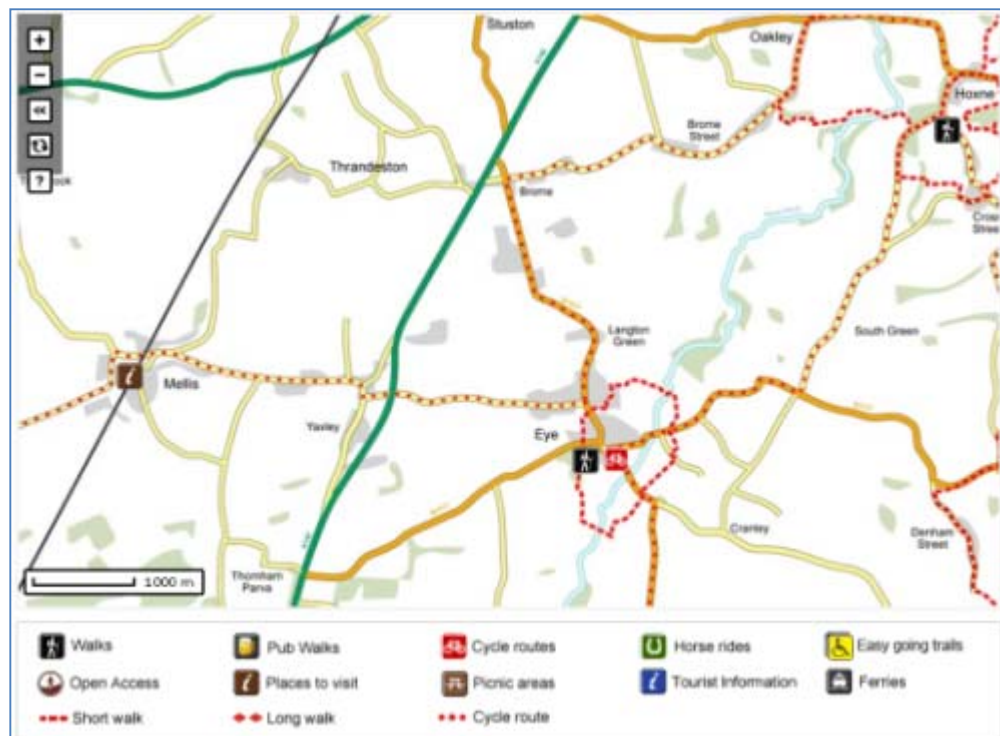 +
Stuston
Oakley
−
Hoxne
«
Brome
Street
Thrandeston
?
Brome
Street
Langton
Green
South Green
Mellis
Yaxley
Eye
Cranley
Denham
Street
1000 m
Thornham
Parva
Walks
Pub Walks
Cycle routes
Horse rides
Easy going trails
Open Access
Places to visit
Picnic areas
Tourist Information
Ferries
Short walk
Long walk
Cycle route